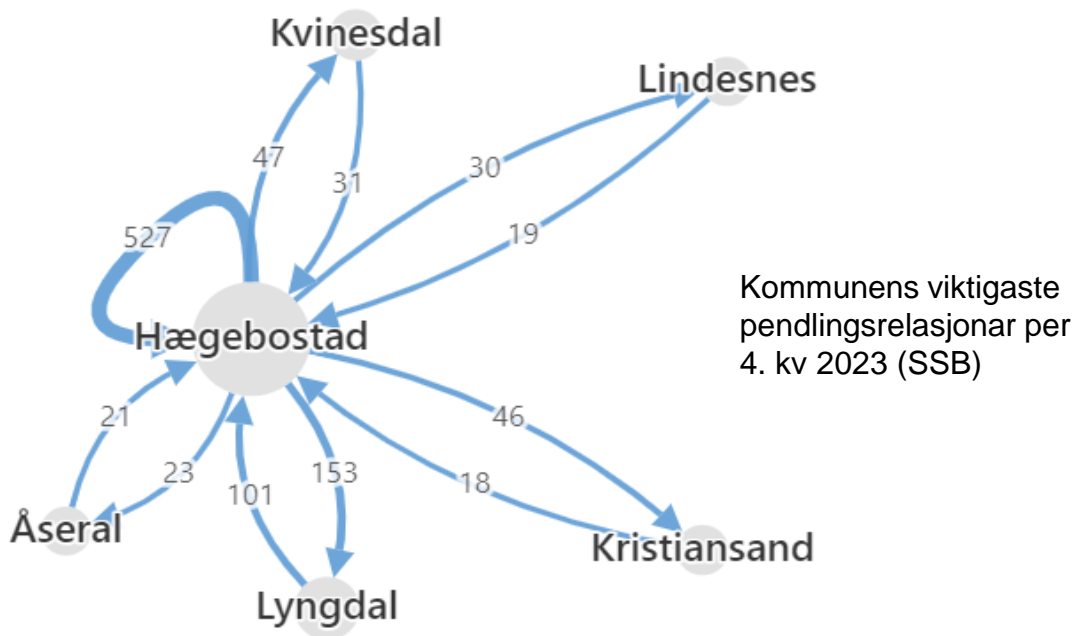 Kvinesdal
Lindesnes
47
31
30
527
19
Kommunens viktigaste
pendlingsrelasjonar per
4. kv 2023 (SSB)
Hægebostad
21
46
23
153
101
18
Åseral
Kristiansand
Lyngdal